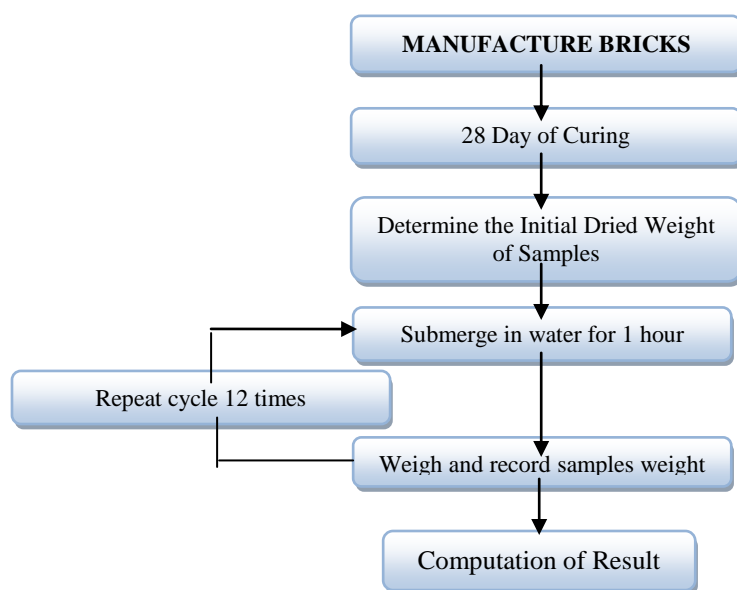 MANUFACTURE BRICKS
28 Day of Curing
Determine the Initial Dried Weight
of Samples
Submerge in water for 1 hour
Repeat cycle 12 times
Weigh and record samples weight
Computation of Result